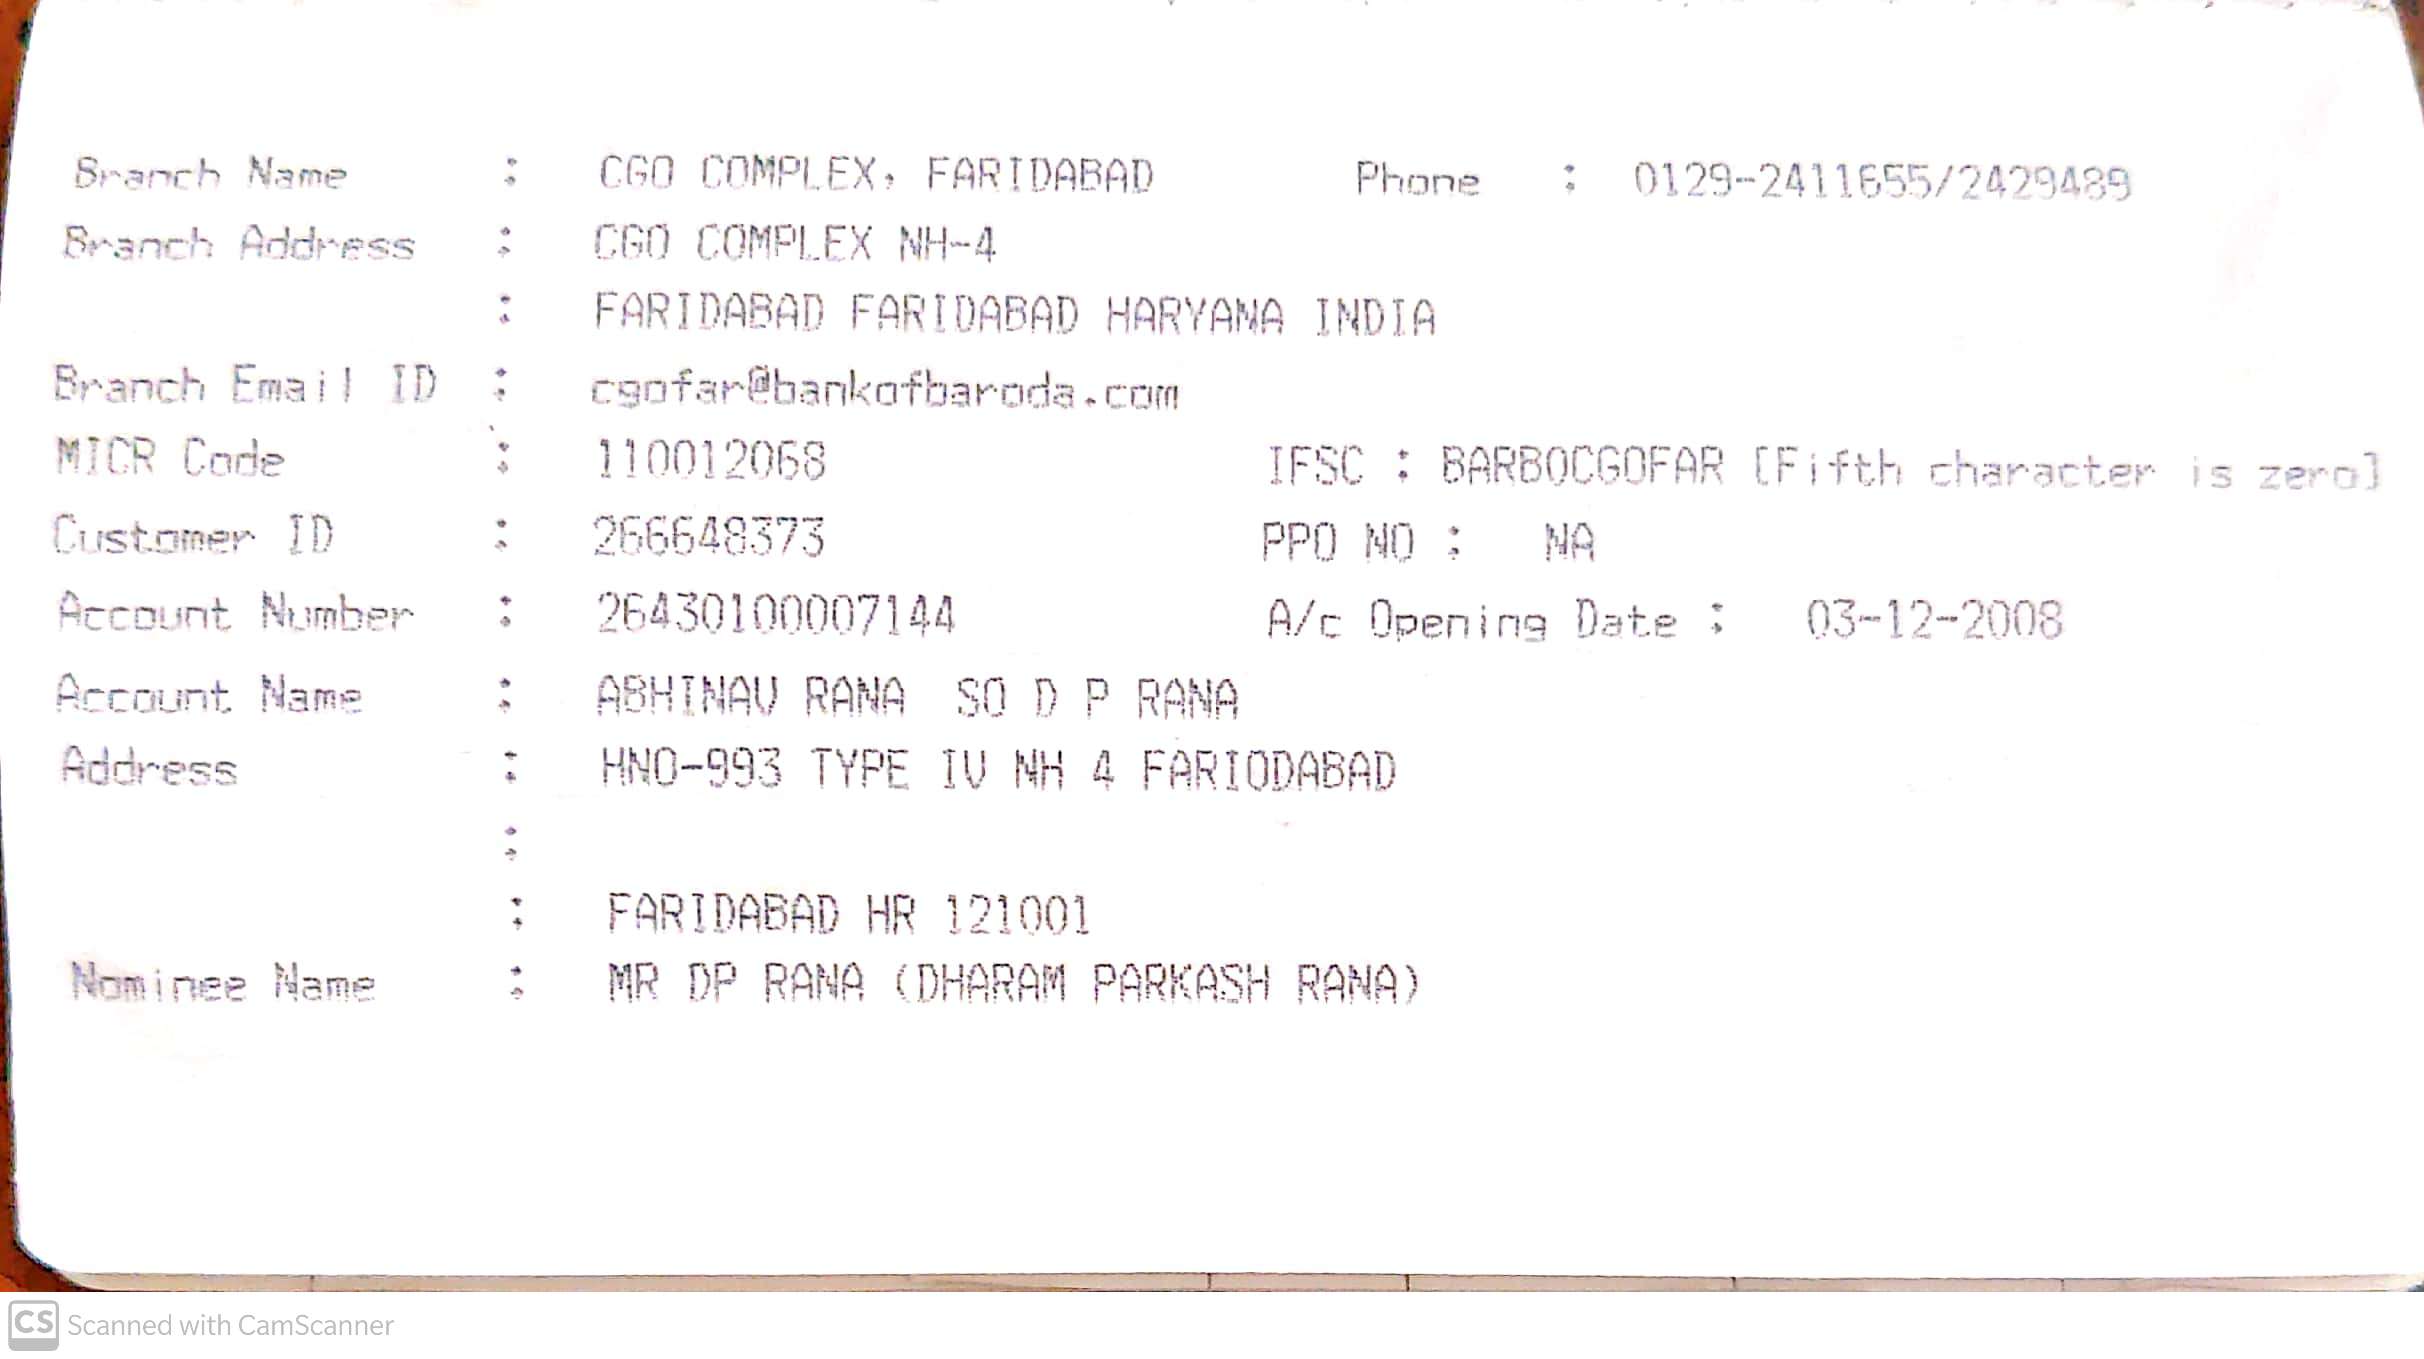 Branch Name : CGO COMPLEX, FARIDABAD Phone : 0129-2411655/2429489
Branch Address : CGO COMPLEX NH-4
: FARIDABAD FARIDABAD HARYANA INDIA
Branch Email ID : cgofar@bankofbaroda.com
MICR Code : 110012068 IFSC : BARB0CGOFAR [Fifth character is zero]
Customer ID : 266648373 PPO NO : NA
Account Number : 26430100007144 A/c Opening Date : 03-12-2008
Account Name : ABHINAV RANA SO D P RANA
Address : HNO-993 TYPE IV NH 4 FARIODABAD
:
: FARIDABAD HR 121001
Nominee Name : MR DP RANA (DHARAM PARKASH RANA)
CS Scanned with CamScanner